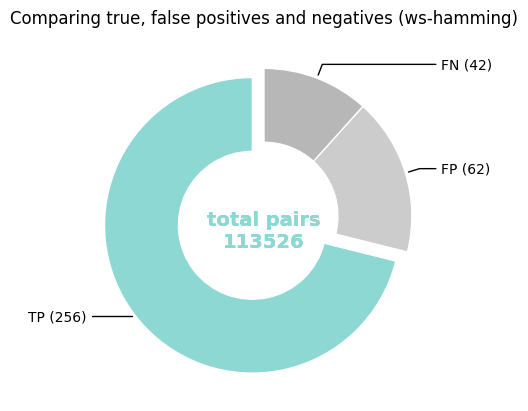 Comparing true, false positives and negatives (ws-hamming)
FN (42)
FP (62)
total pairs
113526
TP (256)